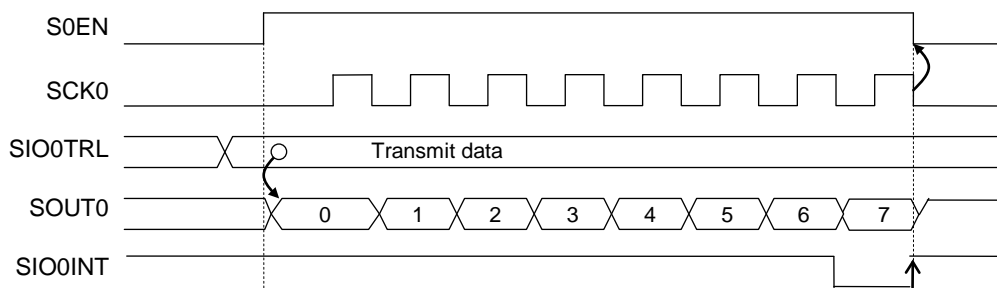 S0EN
SCK0
SIO0TRL
Transmit data
SOUT0
0 1 2 3 4 5 6 7
SIO0INT